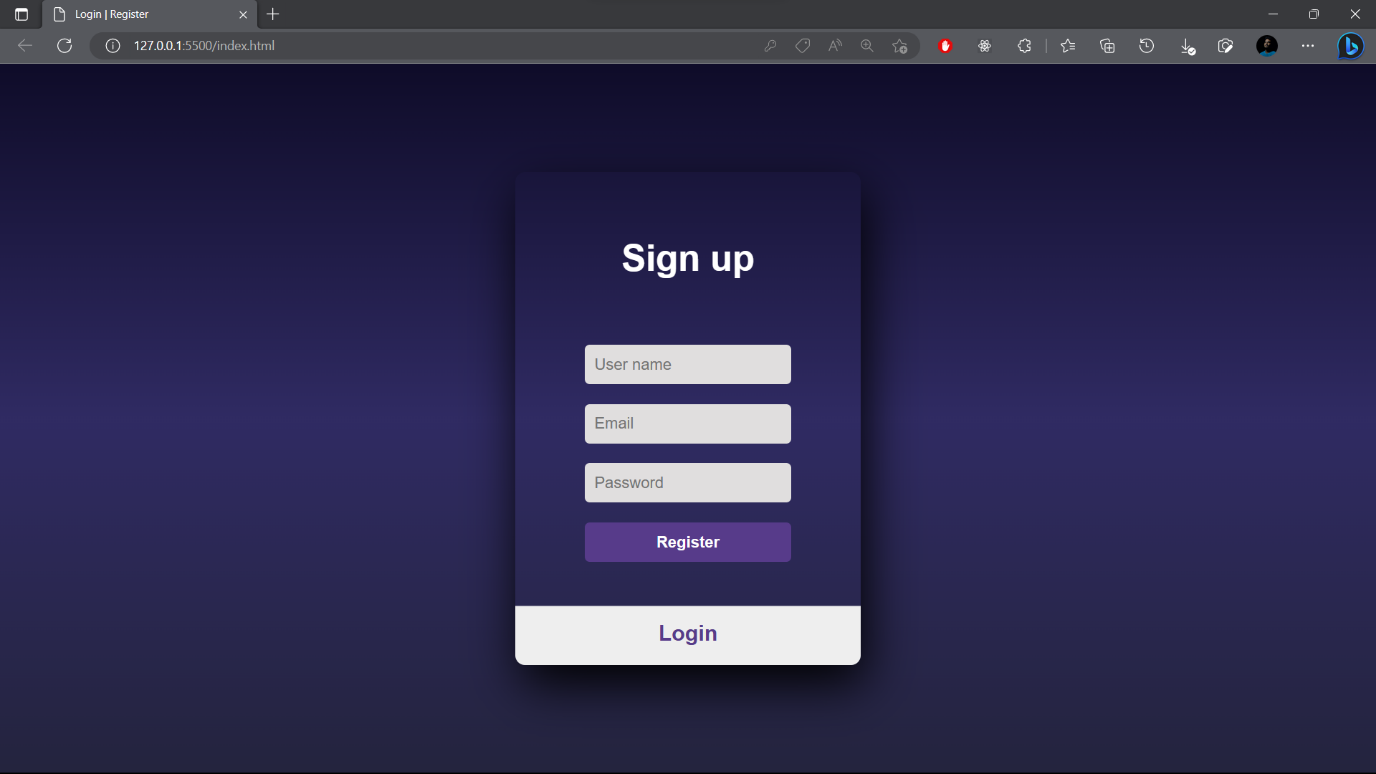 Login | Register
127.0.0.1:5500/index.html
Sign up
User name
Email
Password
Register
Login